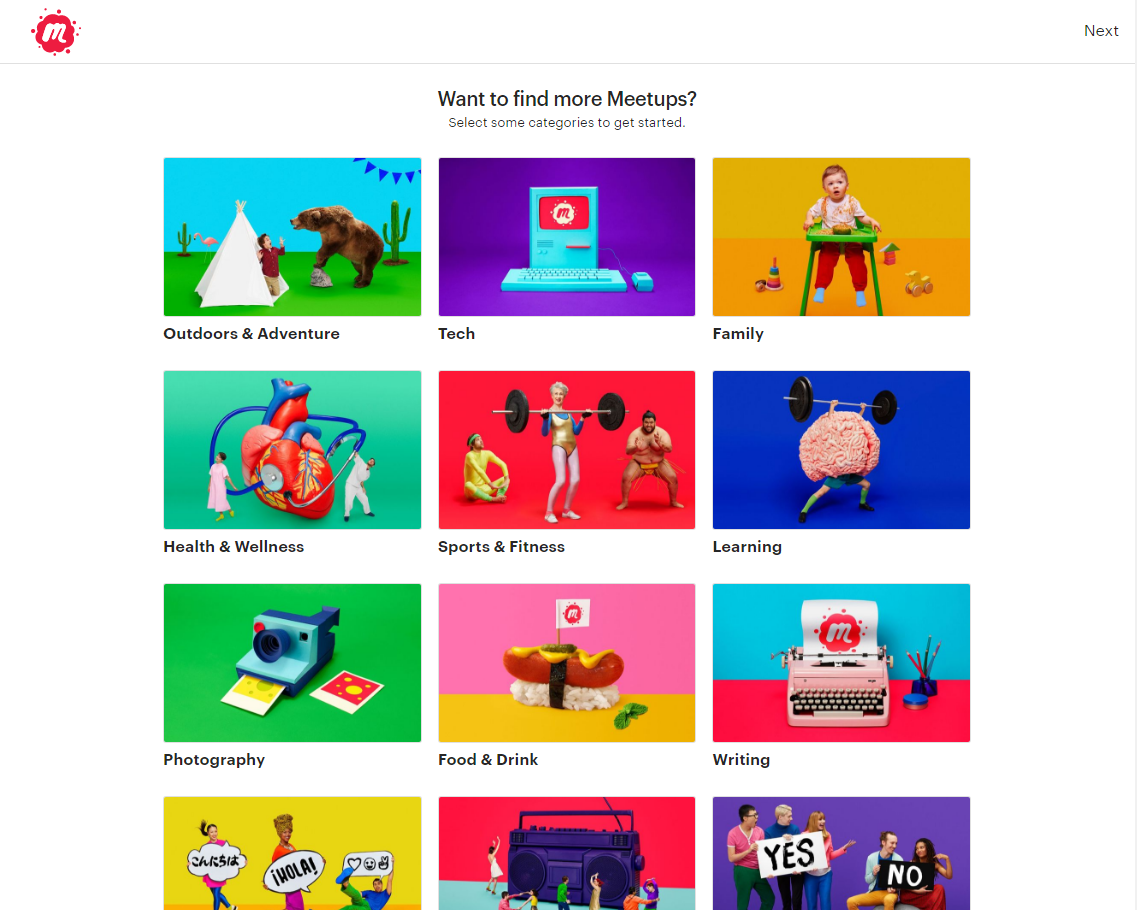 m
Next
Want to find more Meetups?
Select some categories to get started.
m
Outdoors & Adventure
Tech
Family
Health & Wellness
Sports & Fitness
Learning
m
m
Photography
Food & Drink
Writing
こんにちは
¡HOLA!
YES
NO